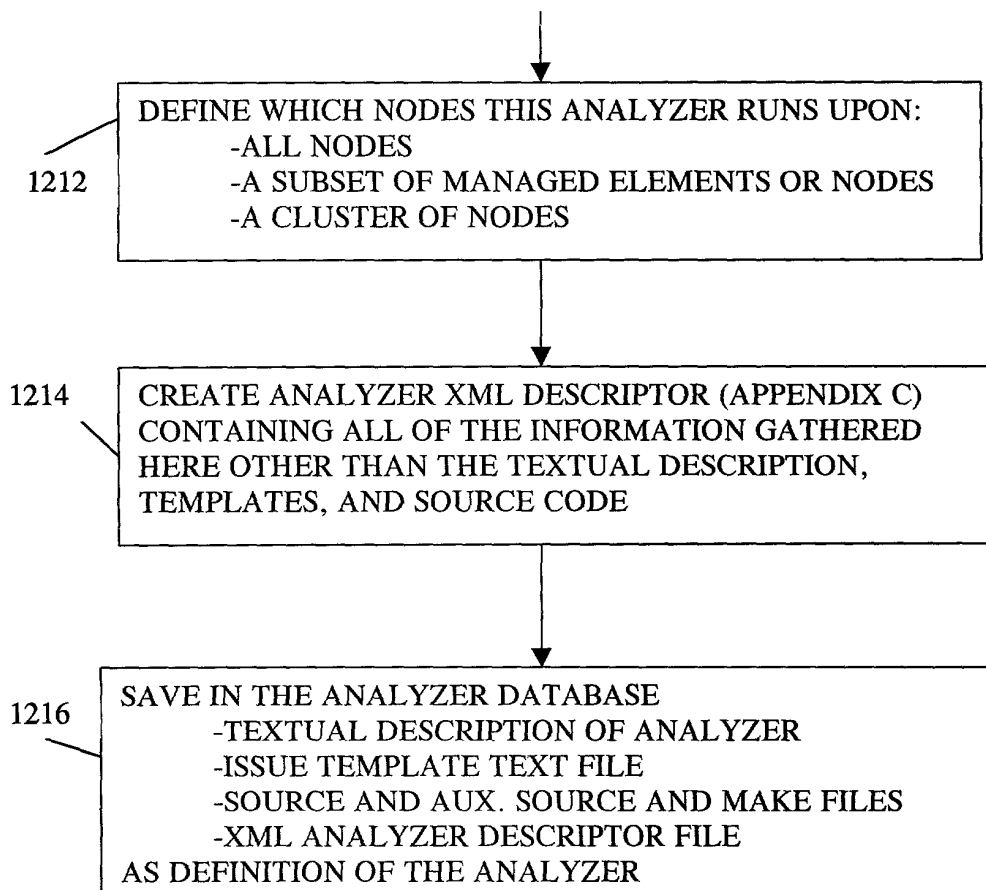 DEFINE WHICH NODES THIS ANALYZER RUNS UPON:
-ALL NODES
1212
-A SUBSET OF MANAGED ELEMENTS OR NODES
-A CLUSTER OF NODES
1214
CREATE ANALYZER XML DESCRIPTOR (APPENDIX C)
CONTAINING ALL OF THE INFORMATION GATHERED
HERE OTHER THAN THE TEXTUAL DESCRIPTION,
TEMPLATES, AND SOURCE CODE
1216
SAVE IN THE ANALYZER DATABASE
-TEXTUAL DESCRIPTION OF ANALYZER
-ISSUE TEMPLATE TEXT FILE
-SOURCE AND AUX. SOURCE AND MAKE FILES
-XML ANALYZER DESCRIPTOR FILE
AS DEFINITION OF THE ANALYZER